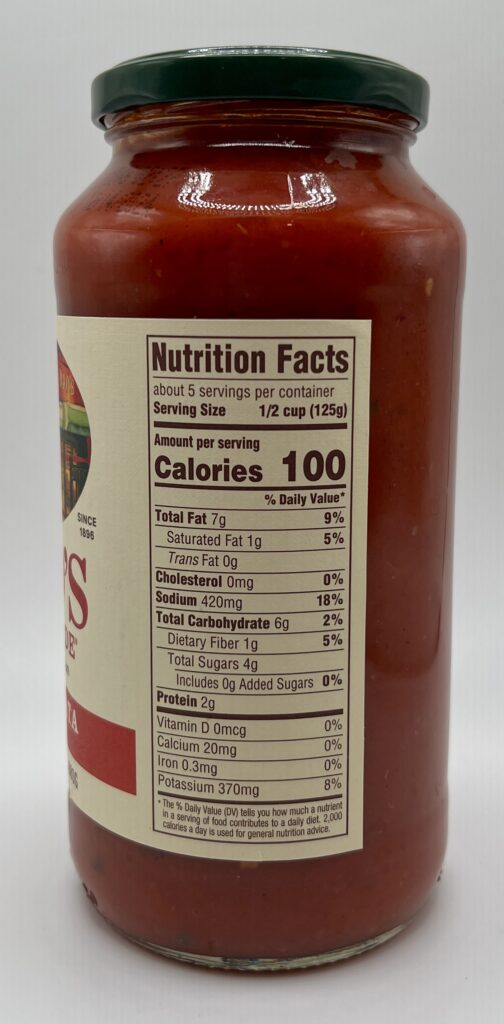 SINCE
1896
Nutrition Facts
about 5 servings per container
Serving Size 1/2 cup (125g)
Amount per serving
Calories 100
% Daily Value*
Total Fat 7g 9%
Saturated Fat 1g 5%
Trans Fat 0g
Cholesterol 0mg 0%
Sodium 420mg 18%
Total Carbohydrate 6g 2%
Dietary Fiber 1g 5%
Total Sugars 4g
Includes 0g Added Sugars 0%
Protein 2g
Vitamin D 0mcg 0%
Calcium 20mg 0%
Iron 0.3mg 0%
Potassium 370mg 8%
* The % Daily Value (DV) tells you how much a nutrient
in a serving of food contributes to a daily diet. 2,000
calories a day is used for general nutrition advice.